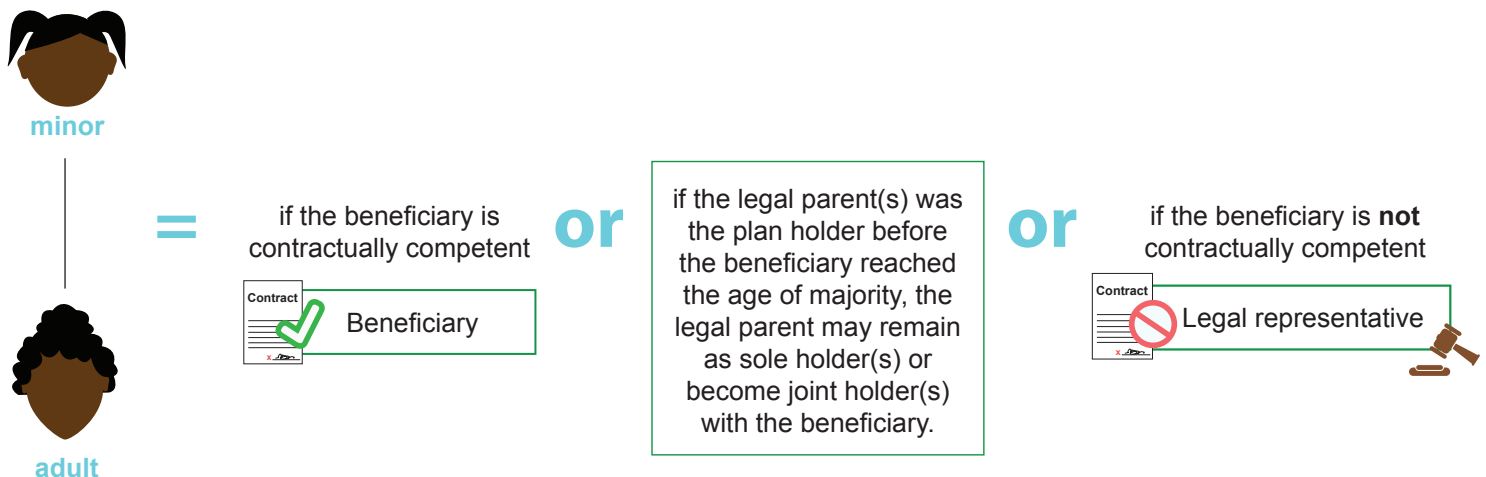 minor
adult
=
if the beneficiary is
contractually competent
Contract
x
Beneficiary
or
if the legal parent(s) was
the plan holder before
the beneficiary reached
the age of majority, the
legal parent may remain
as sole holder(s) or
become joint holder(s)
with the beneficiary.
or
if the beneficiary is not
contractually competent
Contract
x
Legal representative